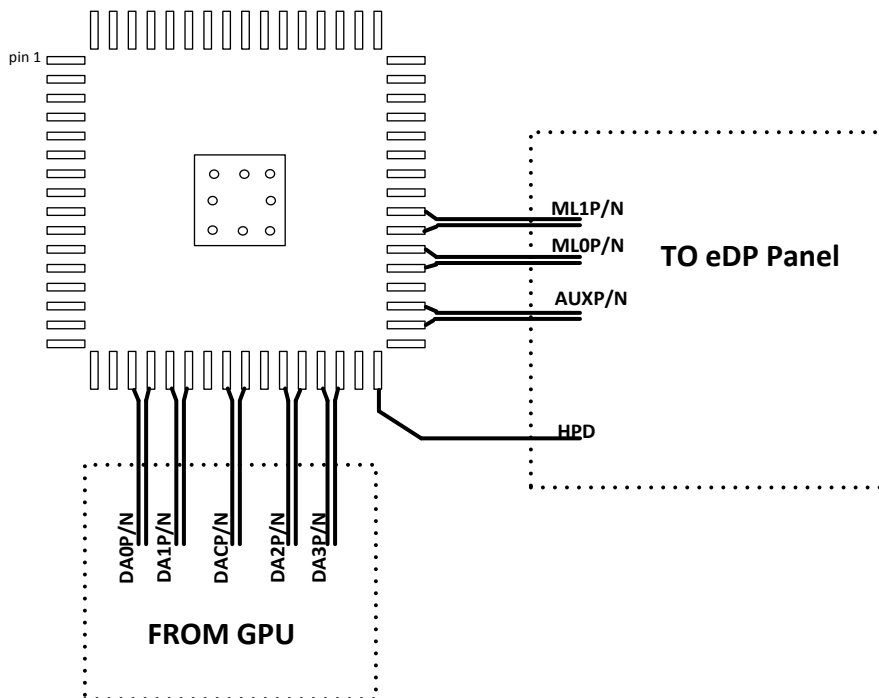 pin 1
ML1P/N
ML0P/N
TO eDP Panel
AUXP/N
HPD
DA0P/N
DA1P/N
DACP/N
DA2P/N
DA3P/N
FROM GPU